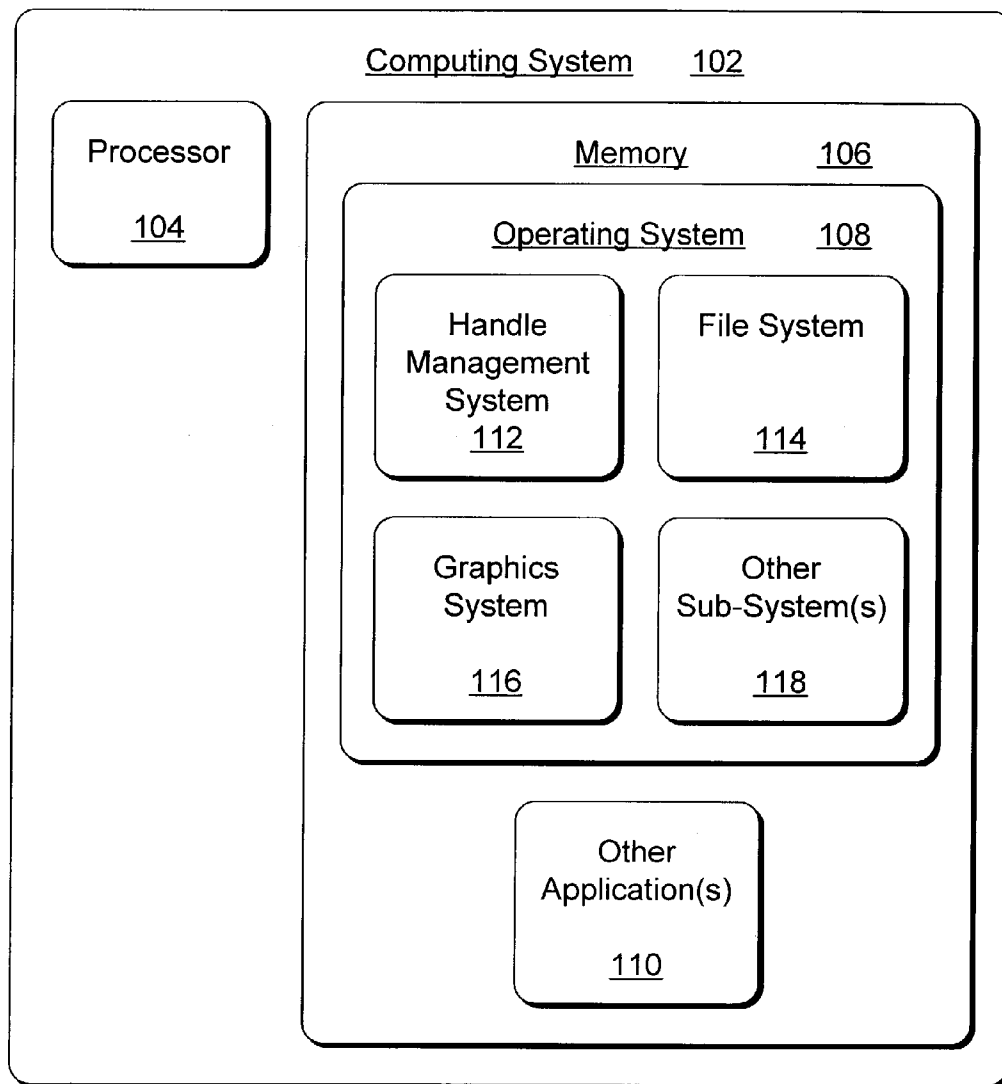 Computing System 102
Processor
104
Memory 106
Operating System 108
Handle
Management
System
112
File System
114
Graphics
System
116
Other
Sub-System(s)
118
Other
Application(s)
110